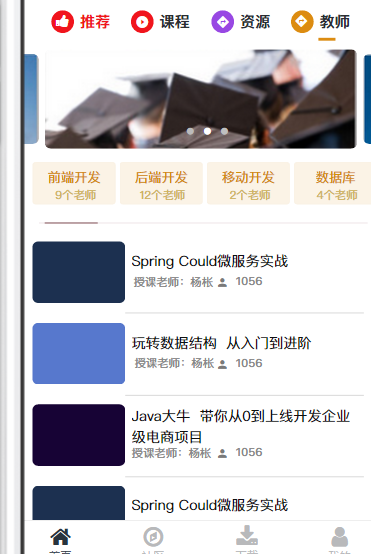 推荐 课程 资源 教师
前端开发 后端开发 移动开发 数据库
9个老师 12个老师 2个老师 4个老师
Spring Could微服务实战
授课老师：杨枨 1056
玩转数据结构 从入门到进阶
授课老师：杨枨 1056
Java大牛 带你从0到上线开发企业
级电商项目
授课老师：杨枨 1056
Spring Could微服务实战